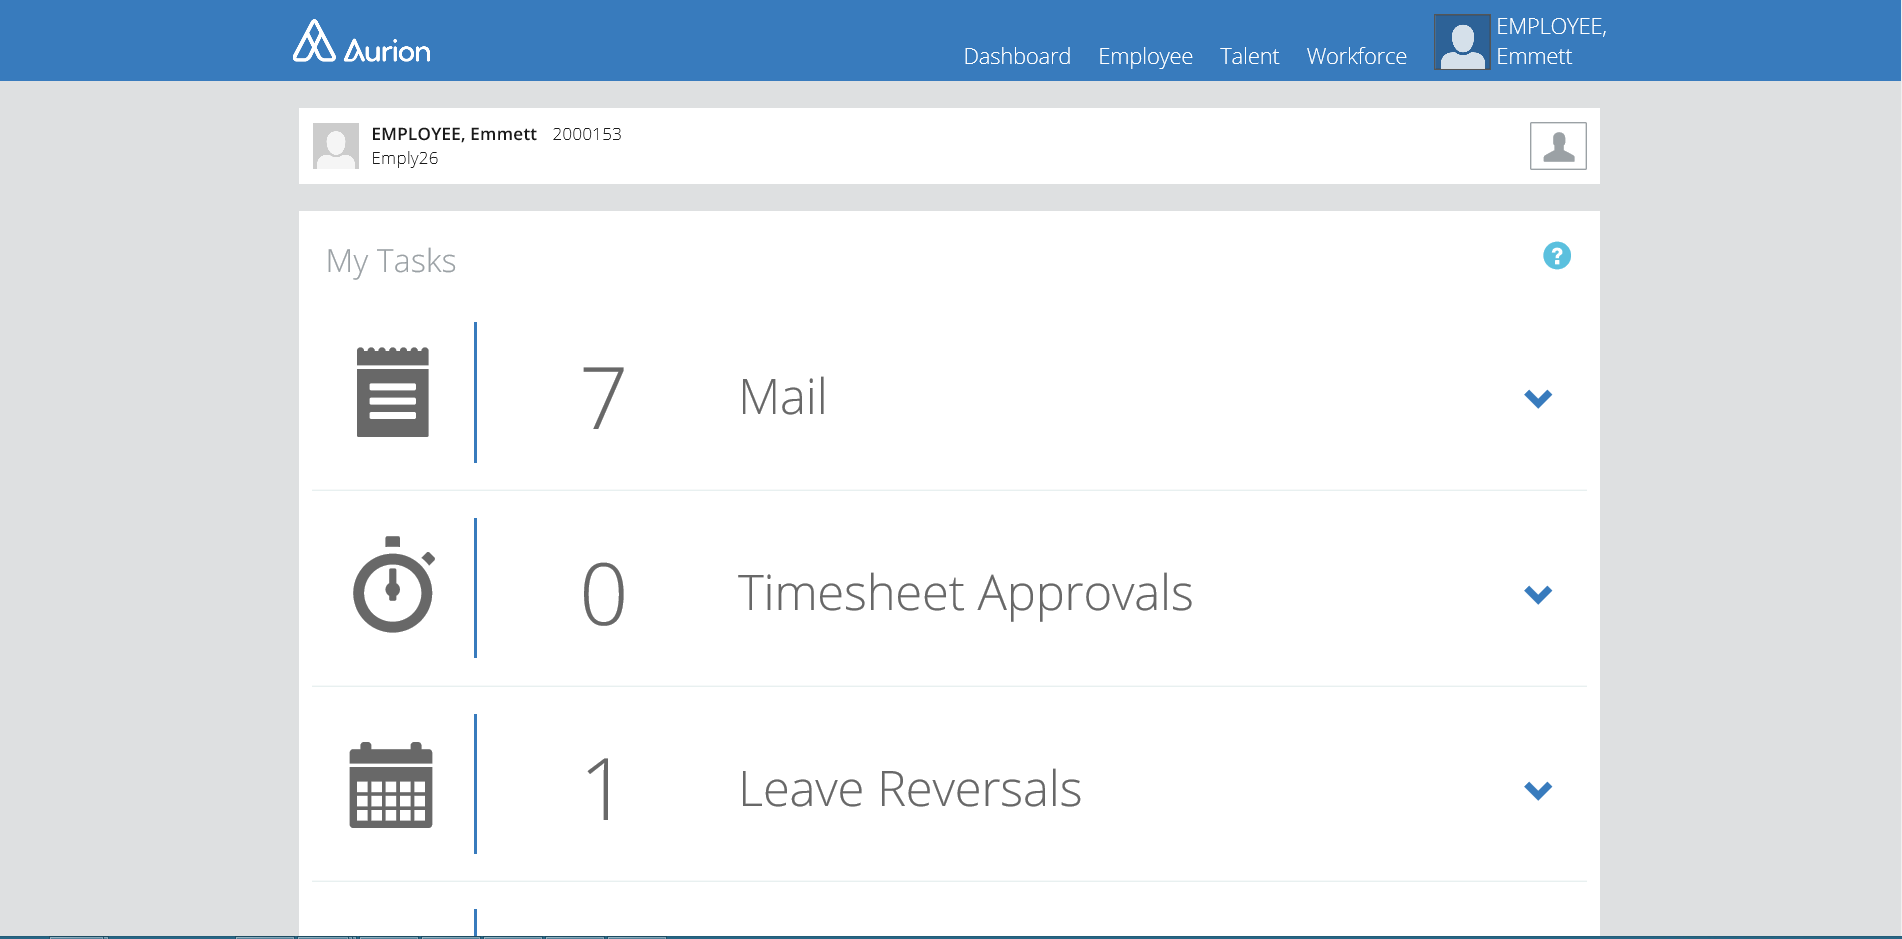 Aurion
Dashboard Employee Talent Workforce
EMPLOYEE,
Emmett
EMPLOYEE, Emmett 2000153
Emply26
My Tasks
?
7 Mail
0 Timesheet Approvals
1 Leave Reversals